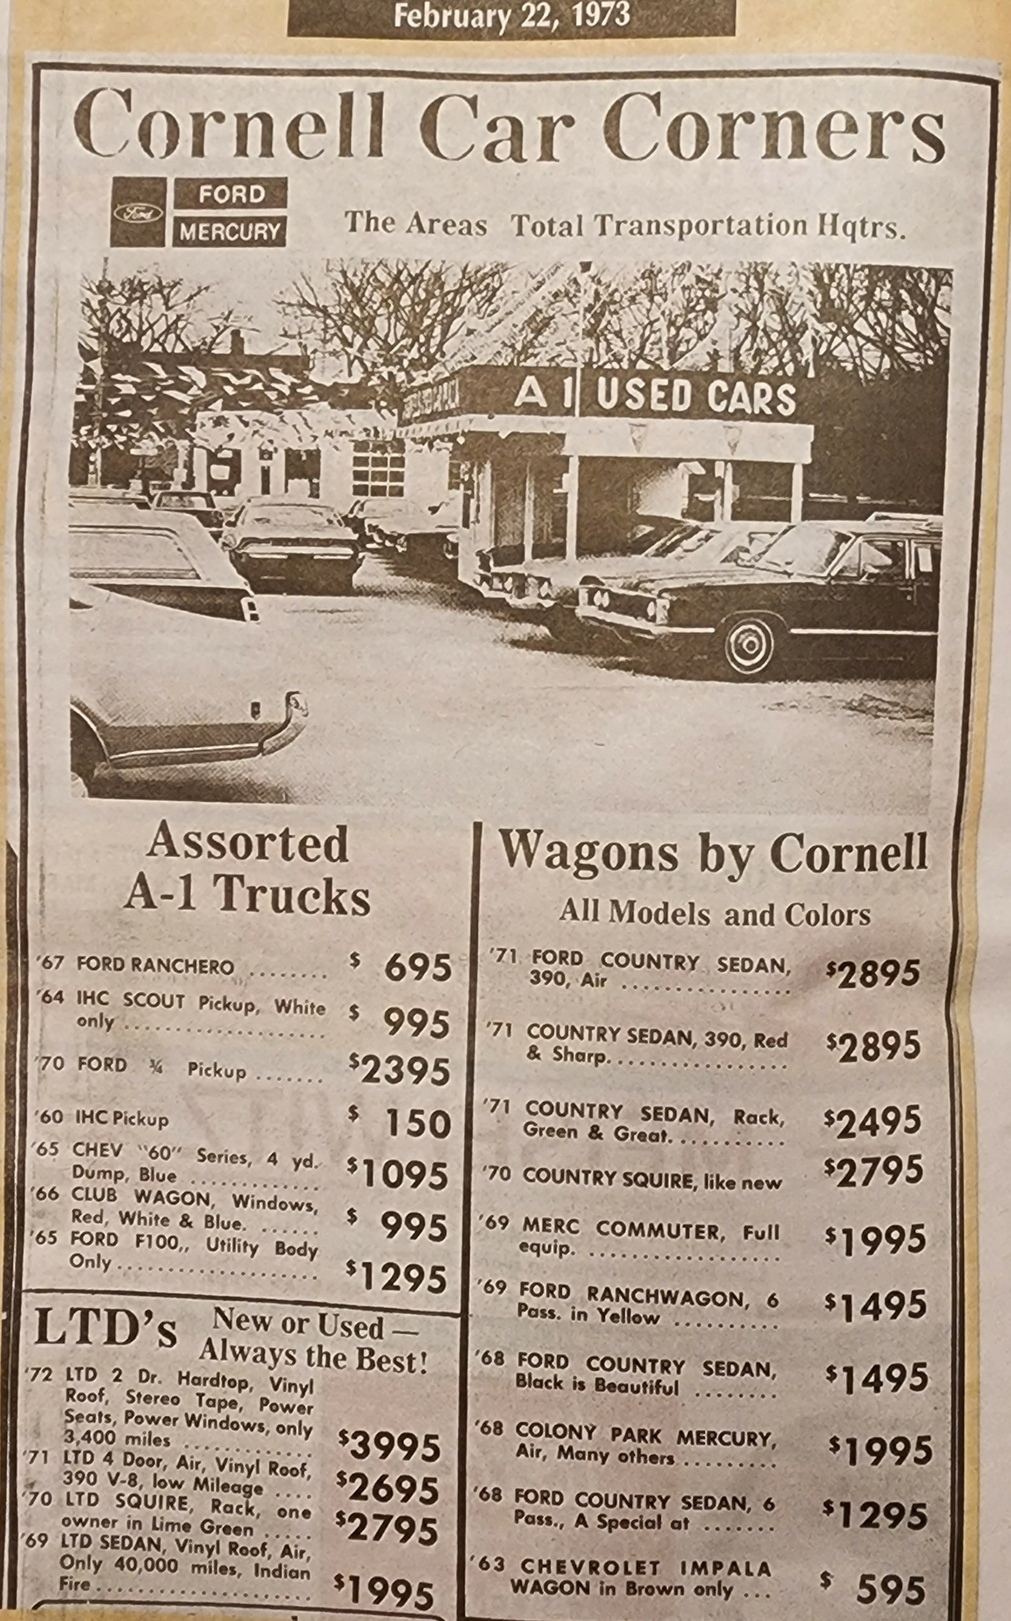 February 22, 1973
Cornell Car Corners
Ford
FORD
MERCURY
The Areas Total Transportation Hqtrs.
A 1 USED CARS
Assorted
A-1 Trucks
'67 FORD RANCHERO ........ $ 695
'64 IHC SCOUT Pickup, White
only .................... $ 995
'70 FORD ¾ Pickup ....... $2395
'60 IHC Pickup $ 150
'65 CHEV "60" Series, 4 yd.
Dump, Blue ............. $1095
'66 CLUB WAGON, Windows,
Red, White & Blue. ...... $ 995
'65 FORD F100,, Utility Body
Only .................... $1295
LTD's New or Used —
Always the Best!
'72 LTD 2 Dr. Hardtop, Vinyl
Roof, Stereo Tape, Power
Seats, Power Windows, only
3,400 miles ............. $3995
'71 LTD 4 Door, Air, Vinyl Roof,
390 V-8, low Mileage .... $2695
'70 LTD SQUIRE, Rack, one
owner in Lime Green ..... $2795
'69 LTD SEDAN, Vinyl Roof, Air,
Only 40,000 miles, Indian
Fire ...................... $1995
Wagons by Cornell
All Models and Colors
'71 FORD COUNTRY SEDAN,
390, Air ................. $2895
'71 COUNTRY SEDAN, 390, Red
& Sharp. ................. $2895
'71 COUNTRY SEDAN, Rack,
Green & Great. .......... $2495
'70 COUNTRY SQUIRE, like new $2795
'69 MERC COMMUTER, Full
equip. ................... $1995
'69 FORD RANCHWAGON, 6
Pass. in Yellow .......... $1495
'68 FORD COUNTRY SEDAN,
Black is Beautiful ........ $1495
'68 COLONY PARK MERCURY,
Air, Many others ......... $1995
'68 FORD COUNTRY SEDAN, 6
Pass., A Special at ....... $1295
'63 CHEVROLET IMPALA
WAGON in Brown only ... $ 595